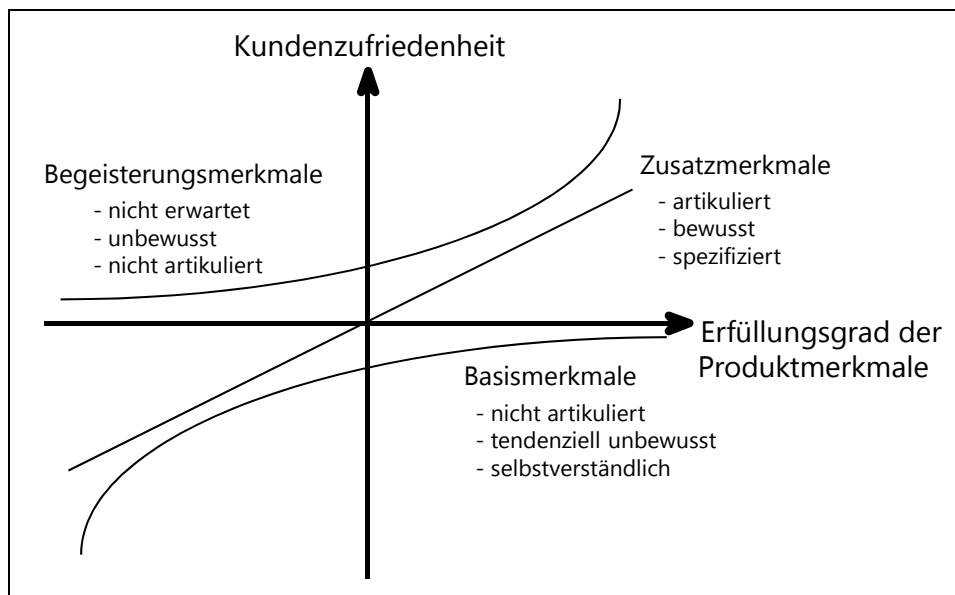 Kundenzufriedenheit
Begeisterungsmerkmale
- nicht erwartet
- unbewusst
- nicht artikuliert
Zusatzmerkmale
- artikuliert
- bewusst
- spezifiziert
Erfüllungsgrad der
Produktmerkmale
Basismerkmale
- nicht artikuliert
- tendenziell unbewusst
- selbstverständlich